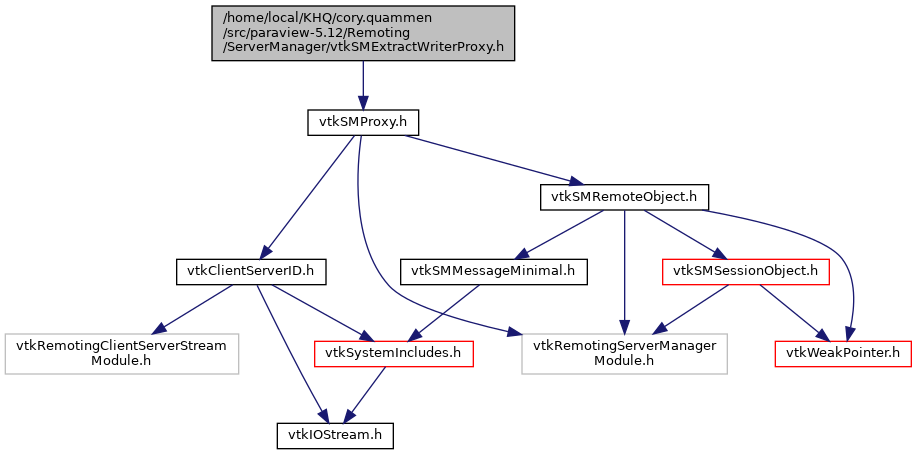 /home/local/KHQ/cory.quammen
/src/paraview-5.12/Remoting
/ServerManager/vtkSMExtractWriterProxy.h
vtkSMProxy.h
vtkSMRemoteObject.h
vtkClientServerID.h
vtkSMMessageMinimal.h
vtkSMSessionObject.h
vtkRemotingClientServerStream
Module.h
vtkSystemIncludes.h
vtkRemotingServerManager
Module.h
vtkWeakPointer.h
vtkIOStream.h